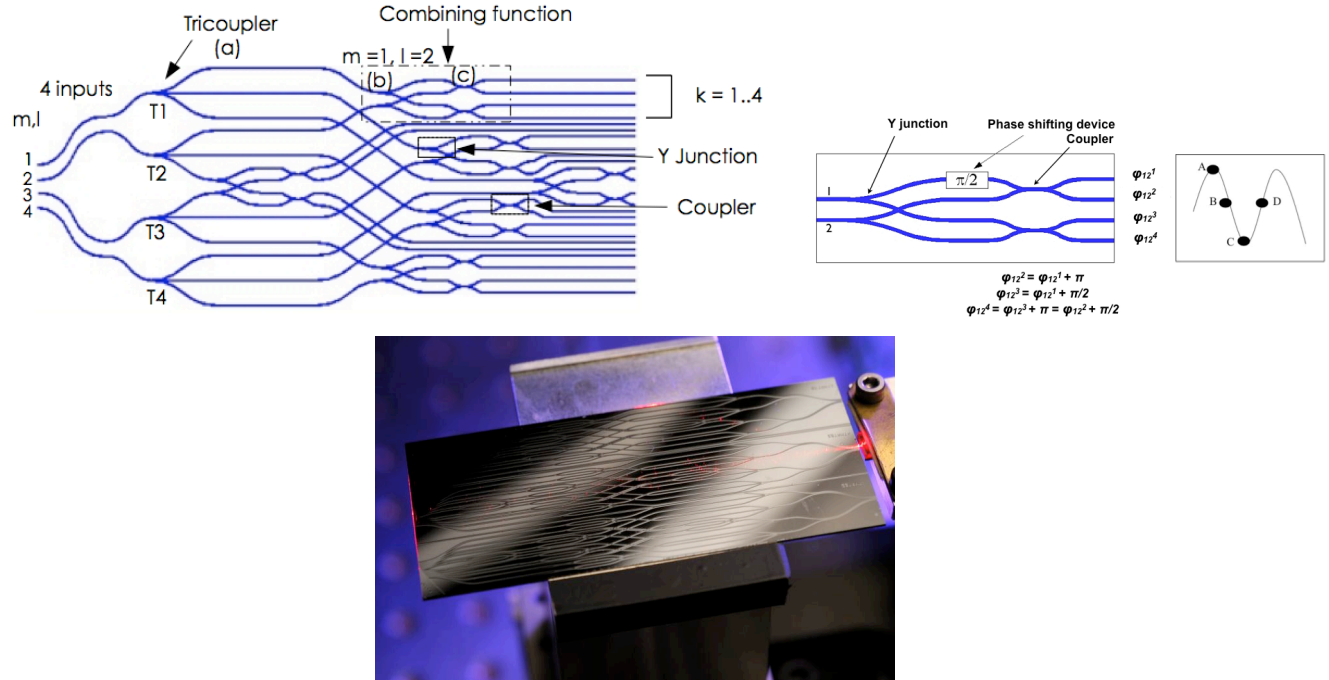 Tricoupler
(a)
Combining function
m =1, l =2
(b)
(c)
4 inputs
m,l
1
2
3
4
T1
T2
T3
T4
k = 1..4
Y Junction
Coupler
Y junction
Phase shifting device
Coupler
π/2
1
2
φ₁₂¹
φ₁₂²
φ₁₂³
φ₁₂⁴
φ₁₂² = φ₁₂¹ + π
φ₁₂³ = φ₁₂¹ + π/2
φ₁₂⁴ = φ₁₂³ + π = φ₁₂² + π/2
A
B
C
D